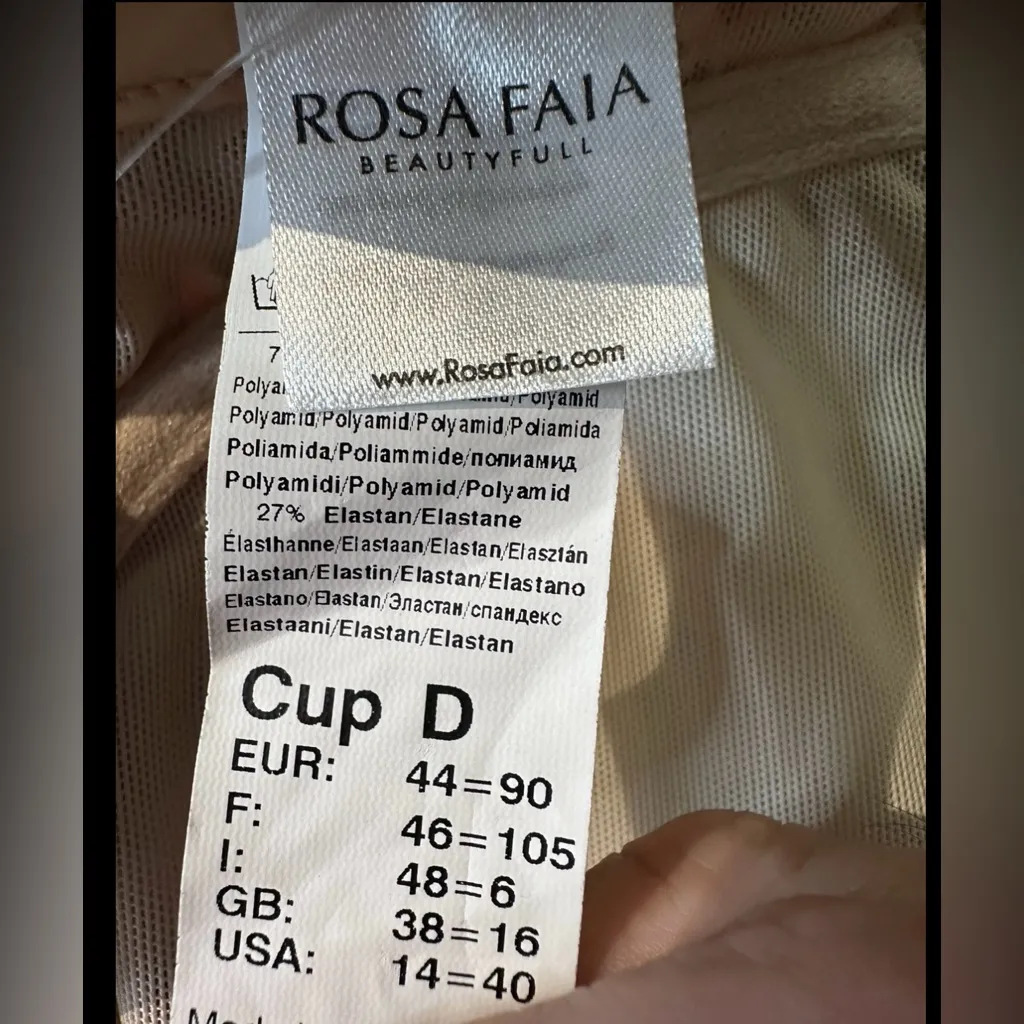 ROSA FAIA
BEAUTYFULL
www.RosaFaia.com
7
Polyamid
Polyamid/Polyamid/Polyamid/Poliamida
Poliamida/Poliammide/полиамид
Polyamidi/Polyamid/Polyamid
27% Elastan/Elastane
Élasthanne/Elastaan/Elastan/Elasztán
Elastan/Elastin/Elastan/Elastano
Elastano/Elastan/Эластан/спандекс
Elastaani/Elastan/Elastan
Cup D
EUR: 44=90
F: 46=105
I: 48=6
GB: 38=16
USA: 14=40